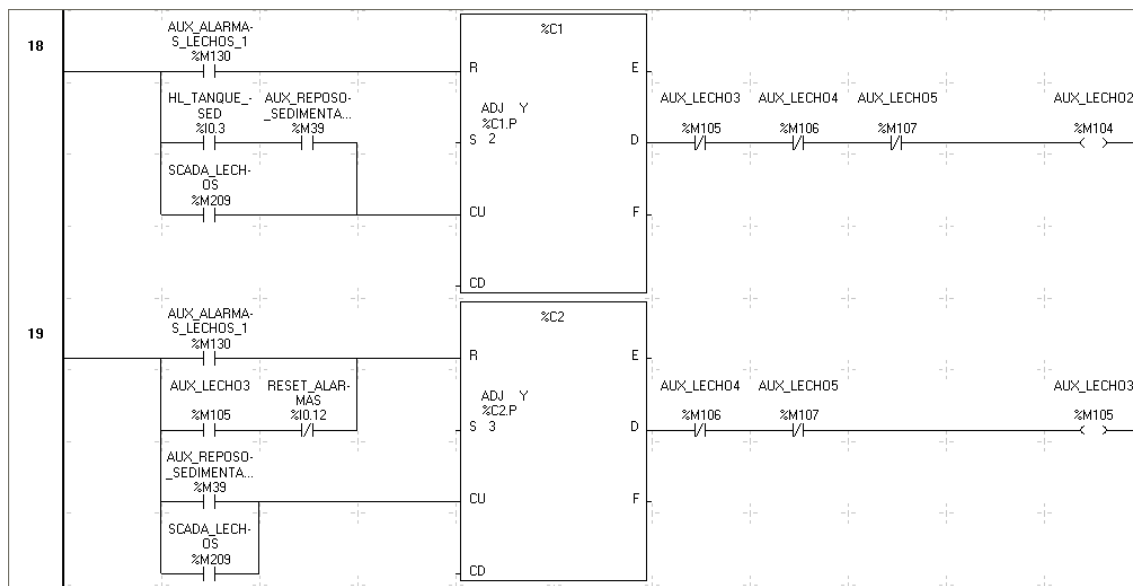 18
AUX_ALARMA-
S_LECHOS_1
%M130
%C1
R
E
HL_TANQUE_-
SED
%I0.3
AUX_REPOSO-
_SEDIMENTA...
%M39
ADJ Y
%C1.P
S 2
D
AUX_LECHO3
%M105
AUX_LECHO4
%M106
AUX_LECHO5
%M107
AUX_LECHO2
%M104
SCADA_LECH-
OS
%M209
CU
F
CD
19
AUX_ALARMA-
S_LECHOS_1
%M130
%C2
R
E
AUX_LECHO3
%M105
RESET_ALAR-
MAS
%I0.12
ADJ Y
%C2.P
S 3
D
AUX_LECHO4
%M106
AUX_LECHO5
%M107
AUX_LECHO3
%M105
AUX_REPOSO-
_SEDIMENTA...
%M39
CU
F
SCADA_LECH-
OS
%M209
CD